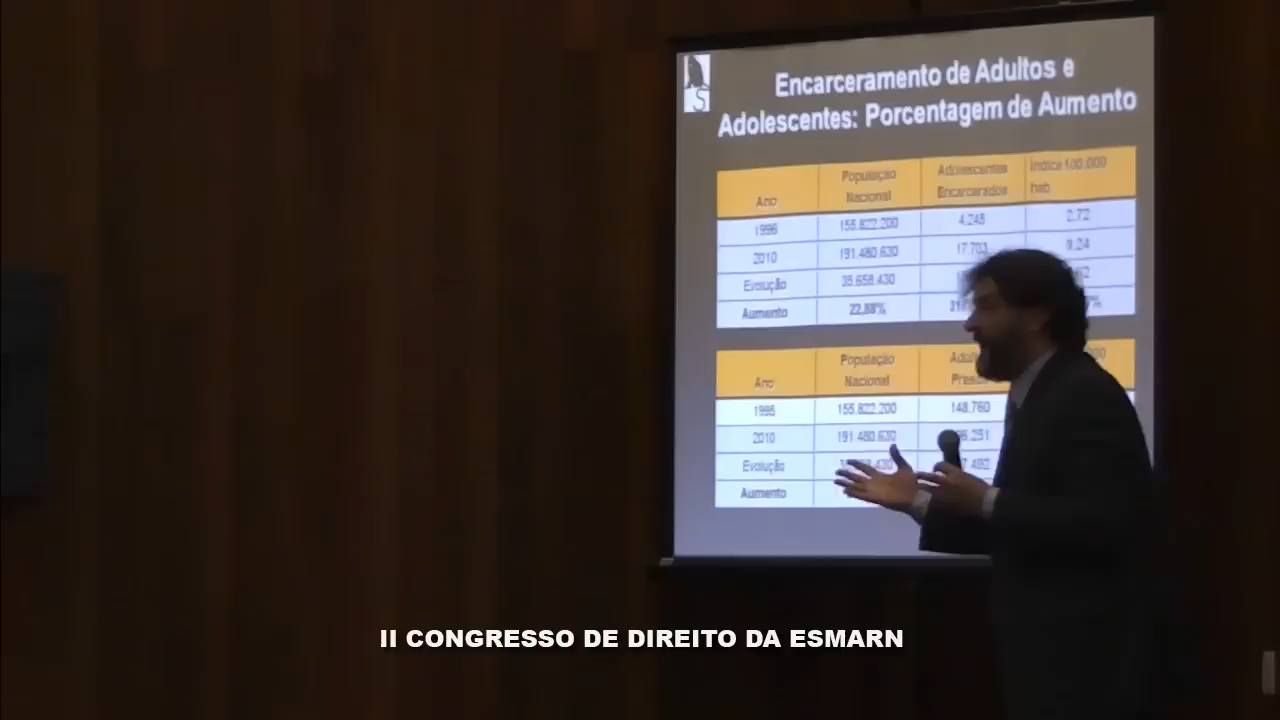 Encarceramento de Adultos e
Adolescentes: Porcentagem de Aumento
Ano População Nacional Adolescentes Encarcerados Índice 100.000 hab
1996 155.822.200 4.245 2.72
2010 191.480.630 17.703 9.24
Evolução 35.658.430
Aumento 22,88%
Ano População Nacional
1995 155.822.200 148.760
2010 191.480.630
Evolução
Aumento
II CONGRESSO DE DIREITO DA ESMARN